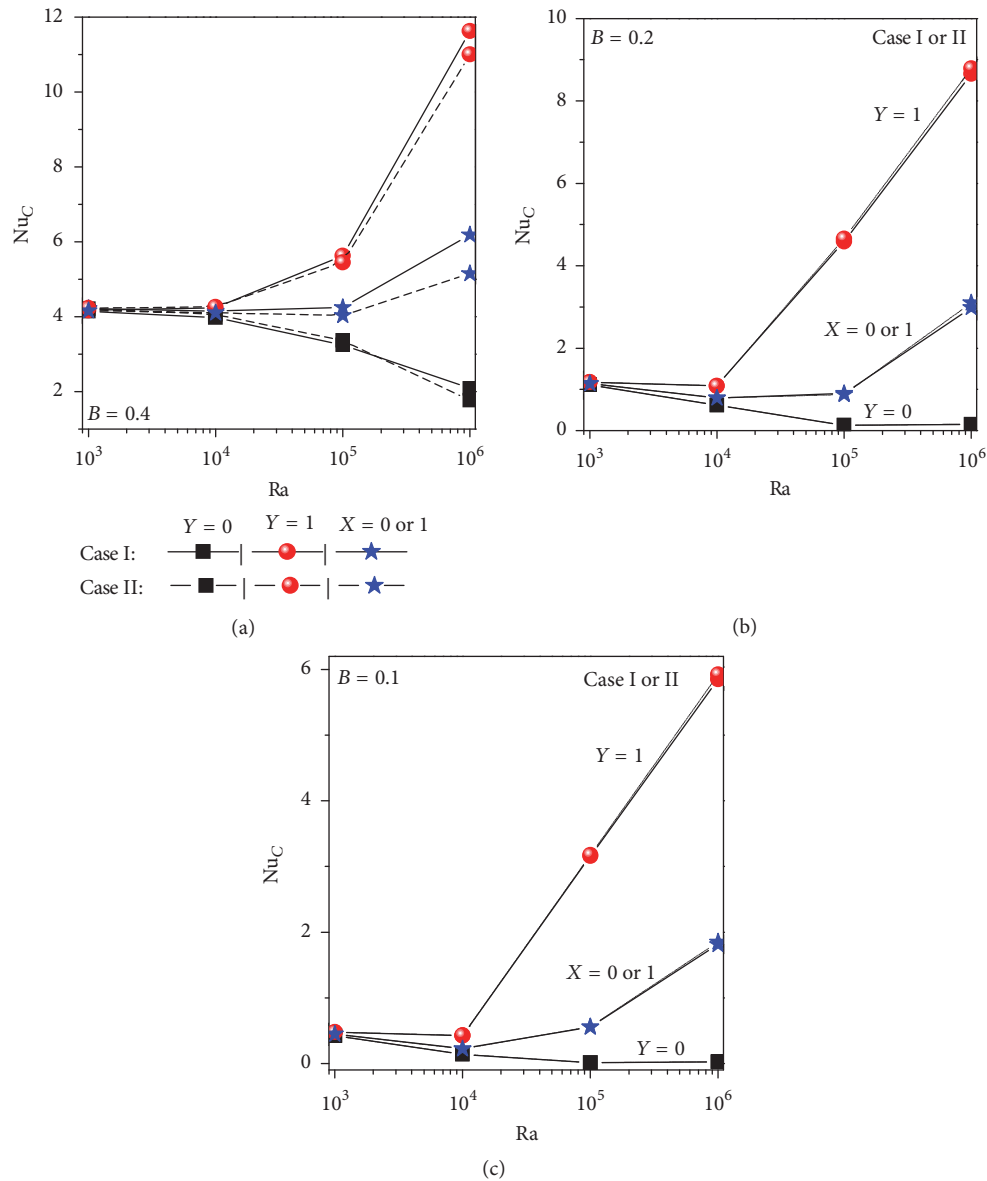 12
10
8
6
4
2
Nu_C
B = 0.4
10^3
10^4
10^5
10^6
Ra
B = 0.2
Case I or II
10
8
6
4
2
0
Nu_C
Y = 1
X = 0 or 1
Y = 0
10^3
10^4
10^5
10^6
Ra
Y = 0
Y = 1
X = 0 or 1
Case I:
Case II:
(a)
(b)
B = 0.1
Case I or II
6
4
2
0
Nu_C
Y = 1
X = 0 or 1
Y = 0
10^3
10^4
10^5
10^6
Ra
(c)